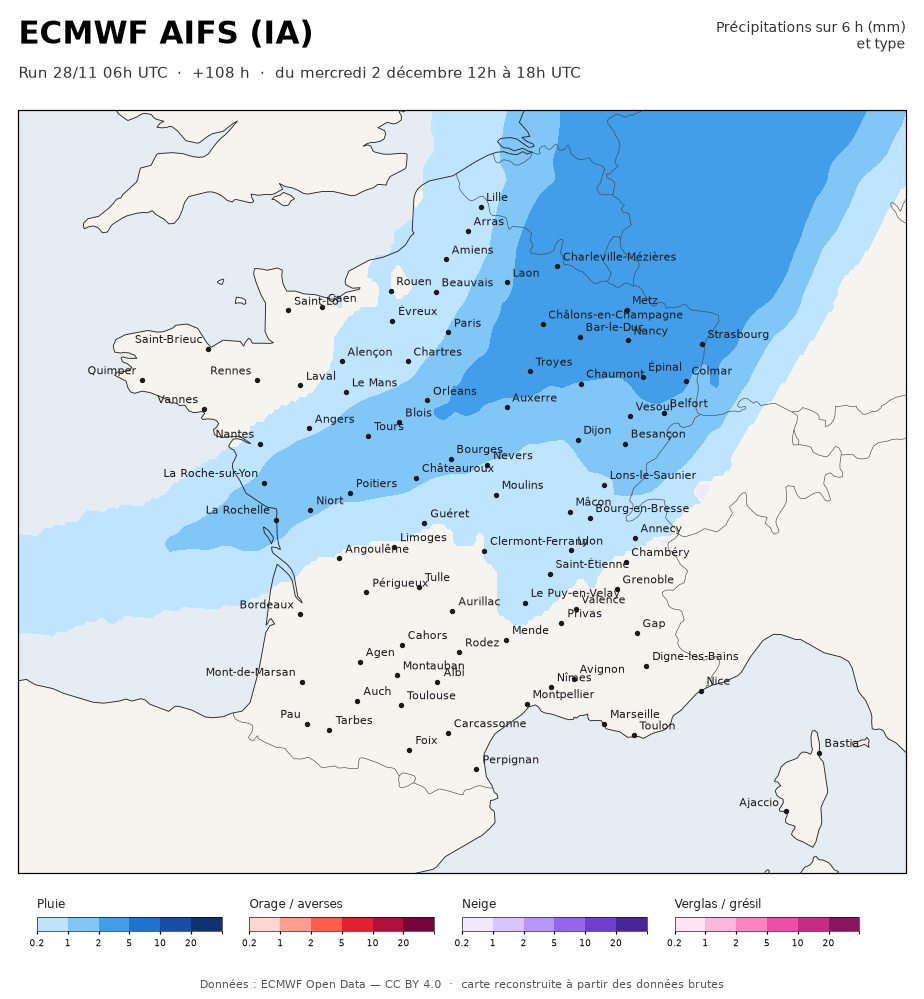 ECMWF AIFS (IA)
Précipitations sur 6 h (mm)
et type
Run 28/11 06h UTC · +108 h · du mercredi 2 décembre 12h à 18h UTC
Lille
Arras
Amiens
Charleville-Mézières
Laon
Rouen
Beauvais
Saint-Lô
Caen
Metz
Évreux
Châlons-en-Champagne
Paris
Bar-le-Duc
Nancy
Strasbourg
Saint-Brieuc
Alençon
Chartres
Troyes
Quimper
Rennes
Laval
Le Mans
Chaumont
Épinal
Colmar
Vannes
Orléans
Auxerre
Blois
Vesoul
Belfort
Angers
Tours
Nantes
Dijon
Besançon
Bourges
Nevers
La Roche-sur-Yon
Châteauroux
Lons-le-Saunier
Poitiers
Moulins
Niort
La Rochelle
Mâcon
Bourg-en-Bresse
Guéret
Annecy
Limoges
Clermont-Ferrand
Lyon
Angoulême
Chambéry
Saint-Étienne
Périgueux
Tulle
Grenoble
Le Puy-en-Velay
Valence
Bordeaux
Aurillac
Privas
Mende
Gap
Cahors
Rodez
Agen
Digne-les-Bains
Mont-de-Marsan
Montauban
Albi
Avignon
Nîmes
Nice
Auch
Toulouse
Montpellier
Pau
Tarbes
Marseille
Toulon
Carcassonne
Foix
Bastia
Perpignan
Ajaccio
Pluie
0.2 1 2 5 10 20
Orage / averses
0.2 1 2 5 10 20
Neige
0.2 1 2 5 10 20
Verglas / grésil
0.2 1 2 5 10 20
Données : ECMWF Open Data — CC BY 4.0 · carte reconstruite à partir des données brutes